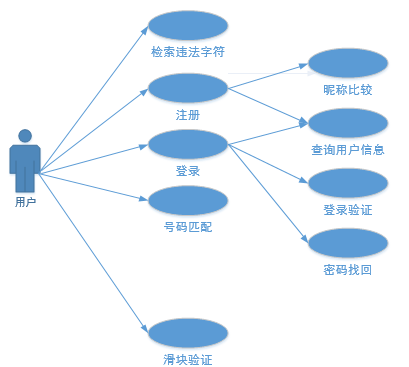 检索违法字符
昵称比较
注册
查询用户信息
登录
用户
登录验证
号码匹配
密码找回
滑块验证